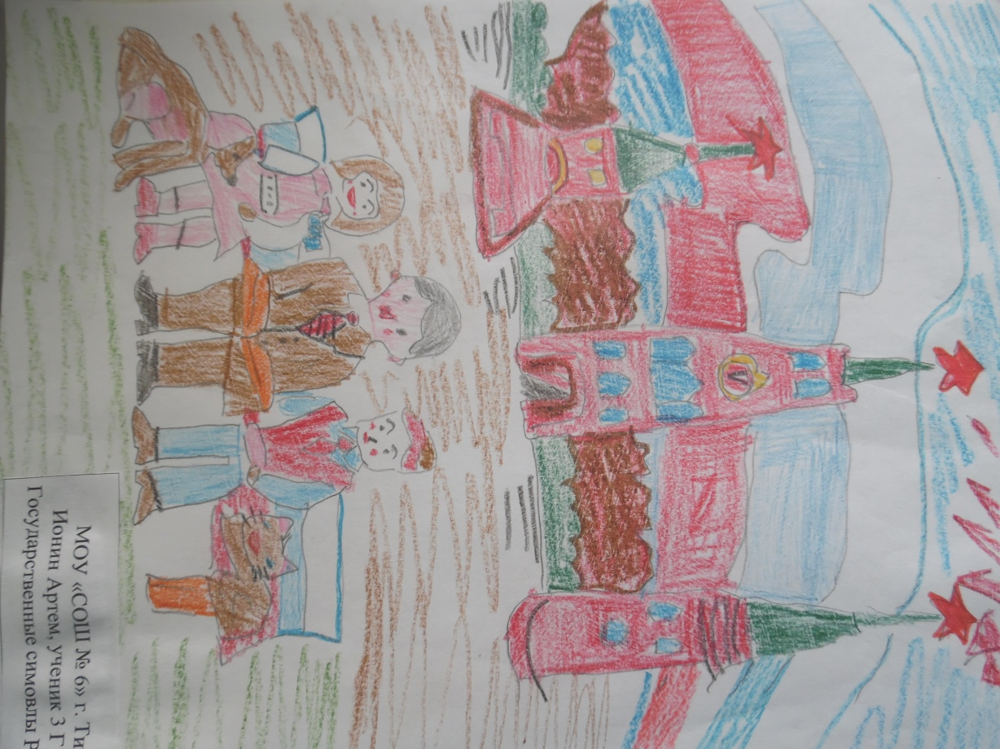 МОУ «СОШ № 6» г. Ти
Ионин Артем, ученик 3 Г
Государственные симовлы Р